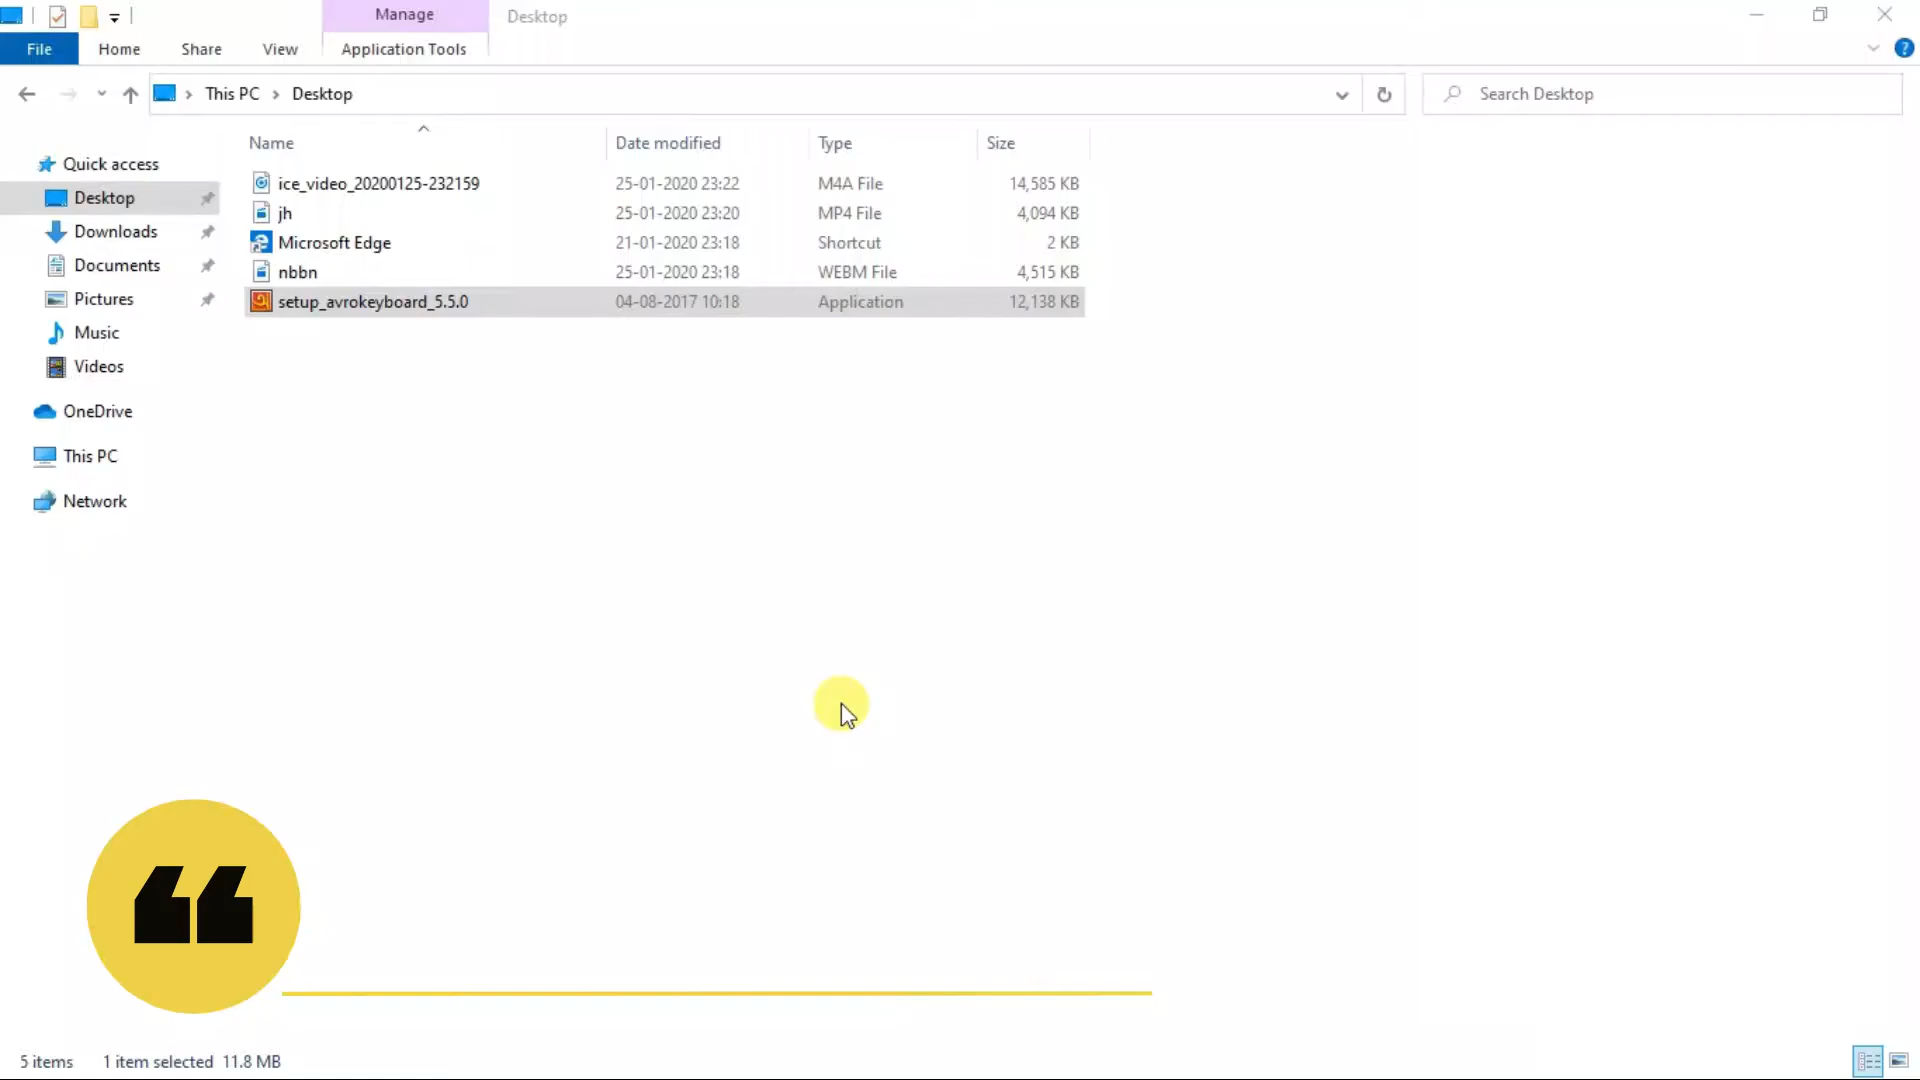 Manage
Desktop
File
Home
Share
View
Application Tools
This PC
Desktop
Search Desktop
Name
Date modified
Type
Size
Quick access
Desktop
Downloads
Documents
Pictures
Music
Videos
OneDrive
This PC
Network
ice_video_20200125-232159 25-01-2020 23:22 M4A File 14,585 KB
jh 25-01-2020 23:20 MP4 File 4,094 KB
Microsoft Edge 21-01-2020 23:18 Shortcut 2 KB
nbbn 25-01-2020 23:18 WEBM File 4,515 KB
setup_avrokeyboard_5.5.0 04-08-2017 10:18 Application 12,138 KB
5 items 1 item selected 11.8 MB